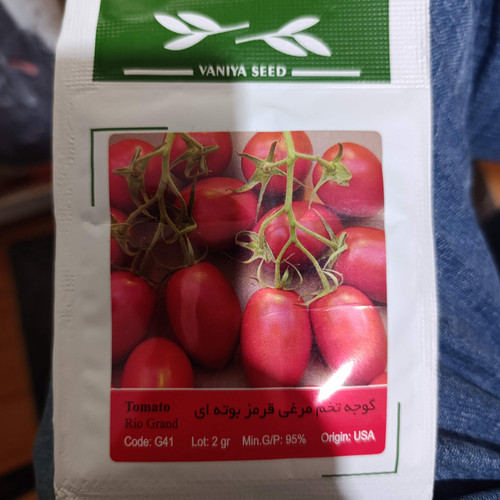 VANIYA SEED
Tomato گوجه تخم مرغی قرمز بوته ای
Rio Grand
Code: G41 Lot: 2 gr Min.G/P: 95% Origin: USA